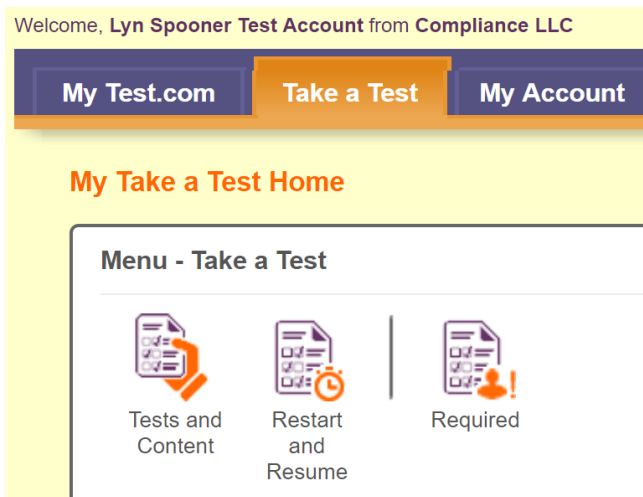 Welcome, Lyn Spooner Test Account from Compliance LLC
My Test.com Take a Test My Account
My Take a Test Home
Menu - Take a Test
Tests and
Content
Restart
and
Resume
Required